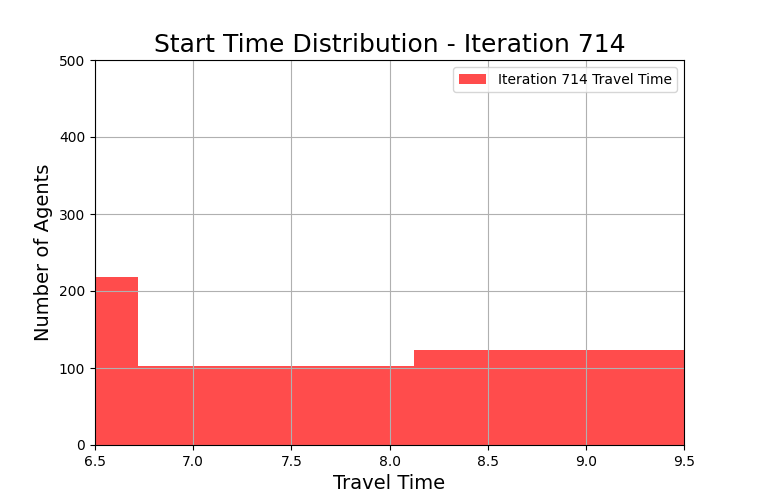 Start Time Distribution - Iteration 714
500
400
300
200
100
0
Number of Agents
Iteration 714 Travel Time
6.5 7.0 7.5 8.0 8.5 9.0 9.5
Travel Time